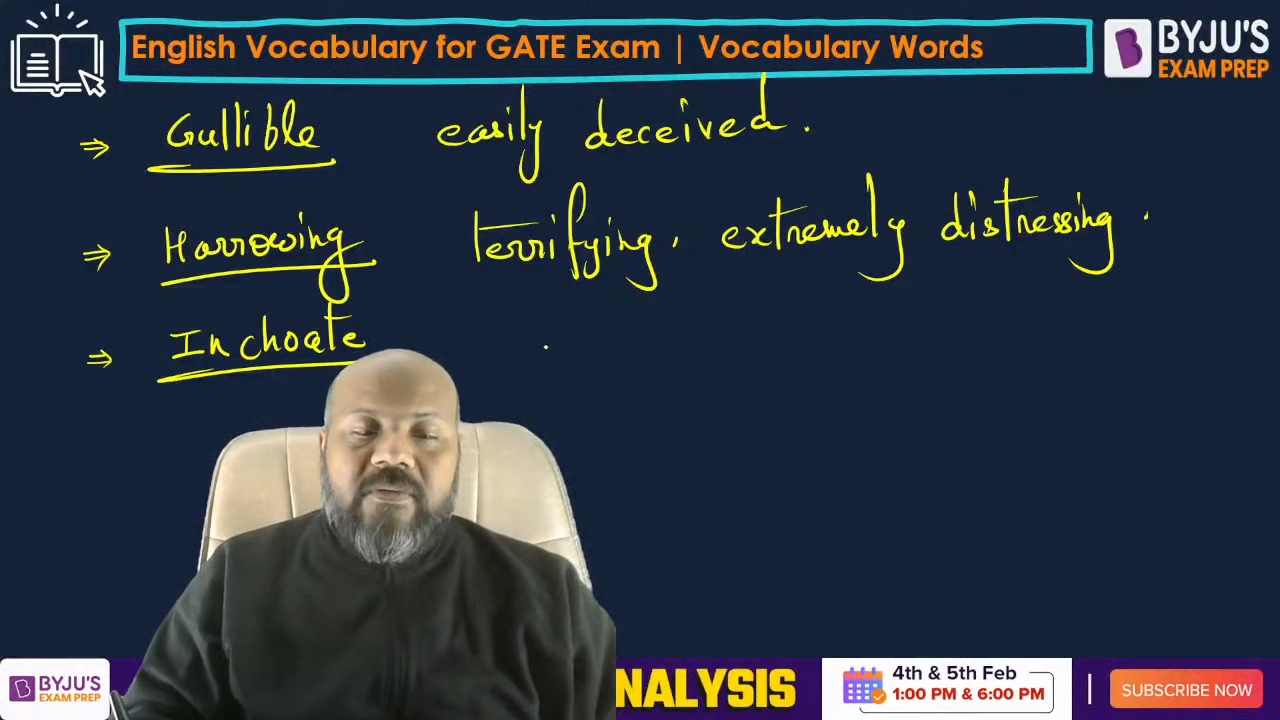 English Vocabulary for GATE Exam | Vocabulary Words
BYJU'S
EXAM PREP
⇒ Gullible easily deceived.
⇒ Harrowing terrifying, extremely distressing.
⇒ Inchoate
BYJU'S
EXAM PREP
NALYSIS
4th & 5th Feb
1:00 PM & 6:00 PM
SUBSCRIBE NOW